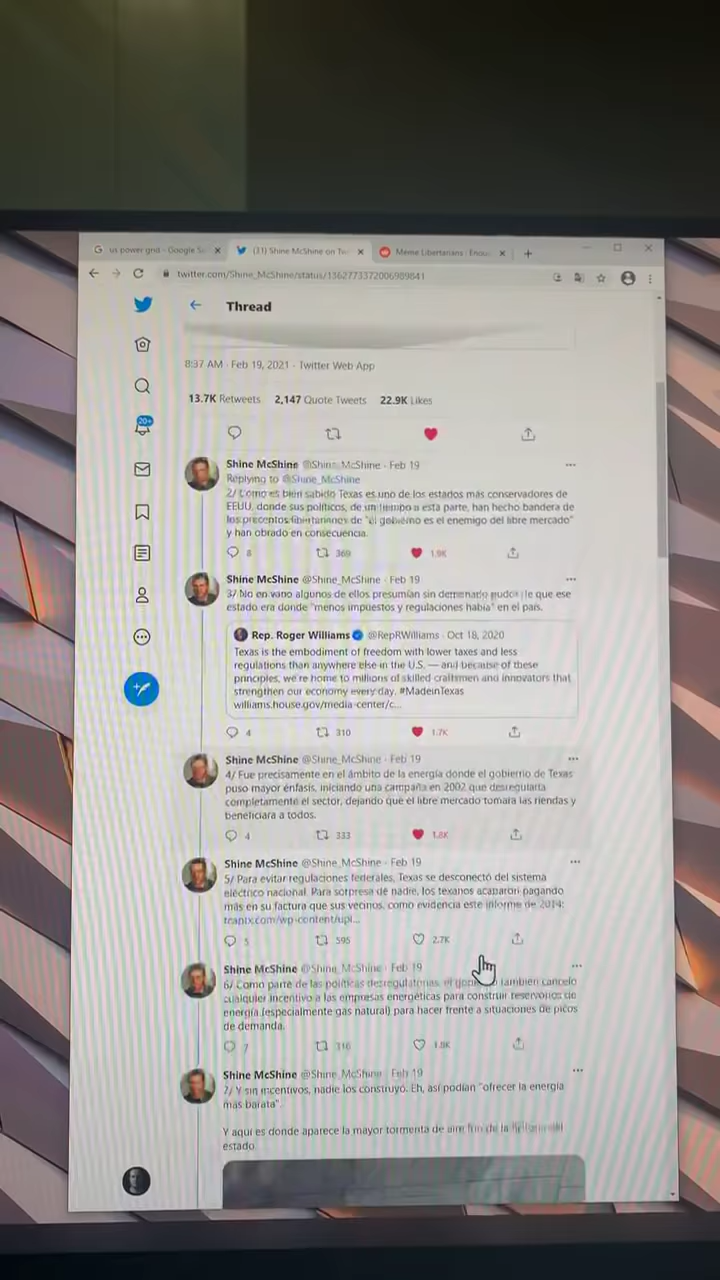 us power grid - Google Se
(31) Shine McShine on Tw
Meme Libertarians : Enou
twitter.com/Shine_McShine/status/1362773372006989841
Thread
8:37 AM · Feb 19, 2021 · Twitter Web App
13.7K Retweets 2,147 Quote Tweets 22.9K Likes
20+
Shine McShine @Shine_McShine · Feb 19
Replying to @Shine_McShine
2/ Como es bien sabido Texas es uno de los estados más conservadores de
EEUU, donde sus políticos, de un tiempo a esta parte, han hecho bandera de
los preceptos libertarianos de "el gobierno es el enemigo del libre mercado"
y han obrado en consecuencia.
8 369 1.9K
Shine McShine @Shine_McShine · Feb 19
3/ No en vano algunos de ellos presumían sin demasiado pudor de que ese
estado era donde "menos impuestos y regulaciones había" en el país.
Rep. Roger Williams @RepRWilliams · Oct 18, 2020
Texas is the embodiment of freedom with lower taxes and less
regulations than anywhere else in the U.S. — and because of these
principles, we're home to millions of skilled craftsmen and innovators that
strengthen our economy every day. #MadeinTexas
williams.house.gov/media-center/c...
4 310 1.7K
Shine McShine @Shine_McShine · Feb 19
4/ Fue precisamente en el ámbito de la energía donde el gobierno de Texas
puso mayor énfasis, iniciando una campaña en 2002 que desregularía
completamente el sector, dejando que el libre mercado tomara las riendas y
beneficiara a todos.
4 333 1.8K
Shine McShine @Shine_McShine · Feb 19
5/ Para evitar regulaciones federales, Texas se desconectó del sistema
eléctrico nacional. Para sorpresa de nadie, los texanos acabaron pagando
más en su factura que sus vecinos, como evidencia este informe de 2014:
tcaptx.com/wp-content/upl...
5 595 2.7K
Shine McShine @Shine_McShine · Feb 19
6/ Como parte de las políticas desregulatorias, el también canceló
cualquier incentivo a las empresas energéticas para construir reservorios de
energía (especialmente gas natural) para hacer frente a situaciones de picos
de demanda.
7 316 1.8K
Shine McShine @Shine_McShine · Feb 19
7/ Y sin incentivos, nadie los construyó. Eh, así podían "ofrecer la energía
más barata".
Y aquí es donde aparece la mayor tormenta de aire frío de la
estado